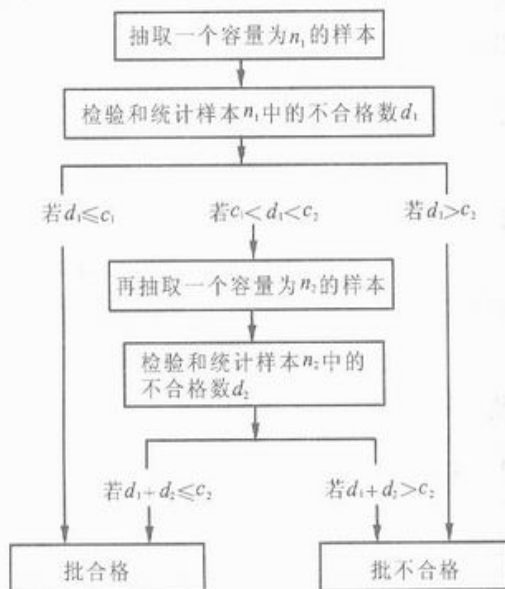 抽取一个容量为n₁的样本
检验和统计样本n₁中的不合格数d₁
若d₁≤c₁
若c₁<d₁<c₂
若d₁>c₂
再抽取一个容量为n₂的样本
检验和统计样本n₂中的
不合格数d₂
若d₁+d₂≤c₂
若d₁+d₂>c₂
批合格
批不合格